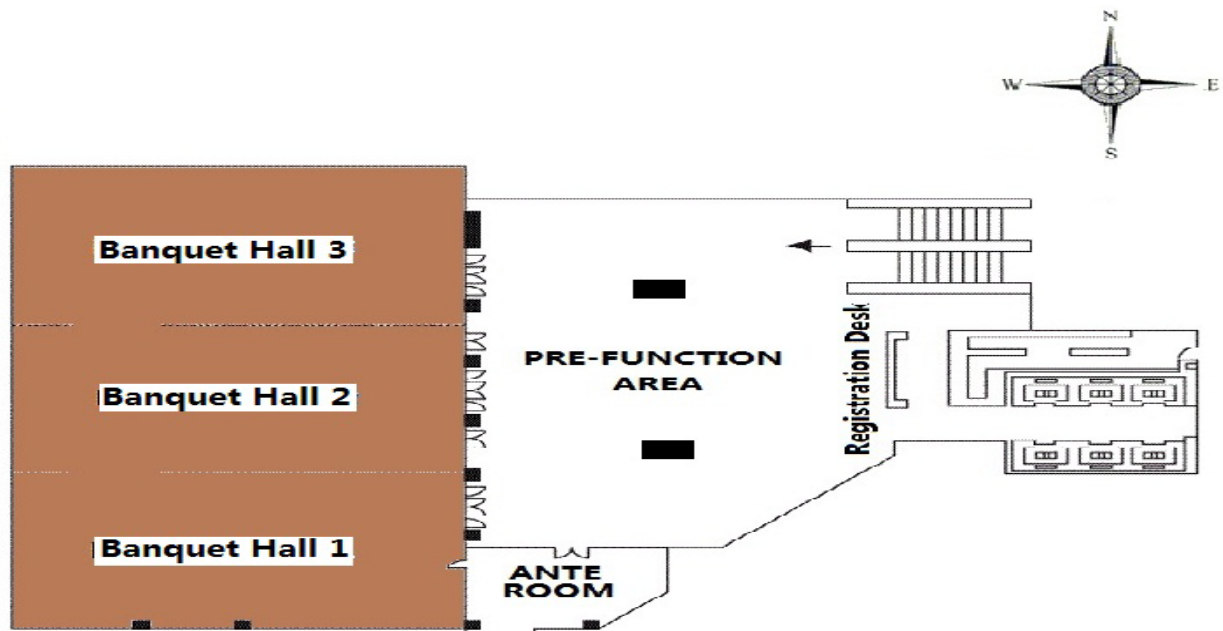 N
W
E
S
Banquet Hall 3
Registration Desk
PRE-FUNCTION
AREA
Banquet Hall 2
Banquet Hall 1
ANTE
ROOM